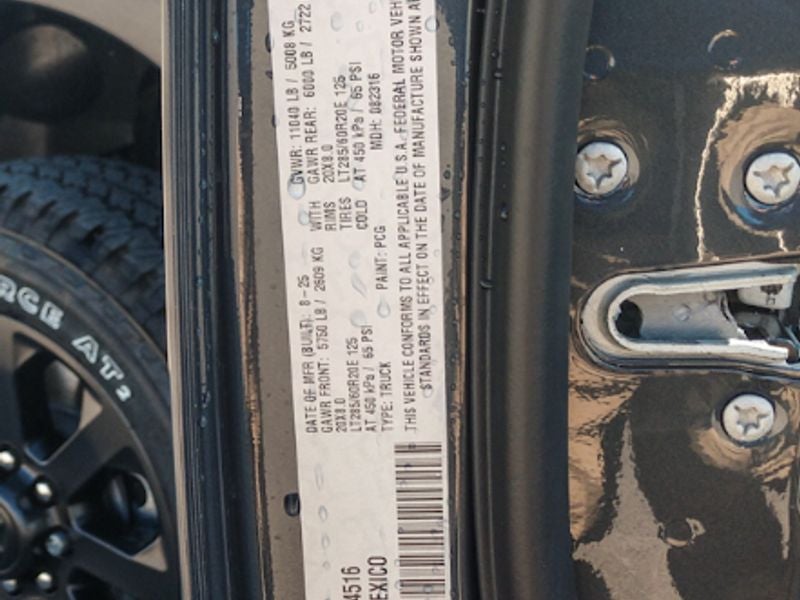 DATE OF MFR (BUILT): 8-25 GVWR: 11040 LB / 5008 KG
GAWR FRONT: 5750 LB / 2609 KG WITH GAWR REAR: 6000 LB / 2722
20X8.0 RIMS 20X8.0
LT285/60R20E 125 TIRES LT285/60R20E 125
AT 450 kPa / 65 PSI COLD AT 450 kPa / 65 PSI
TYPE: TRUCK PAINT: PCG MDH: 082316
THIS VEHICLE CONFORMS TO ALL APPLICABLE U.S.A. FEDERAL MOTOR
STANDARDS IN EFFECT ON THE DATE OF MANUFACTURE SHOWN
4516
EXICO
RCE AT2